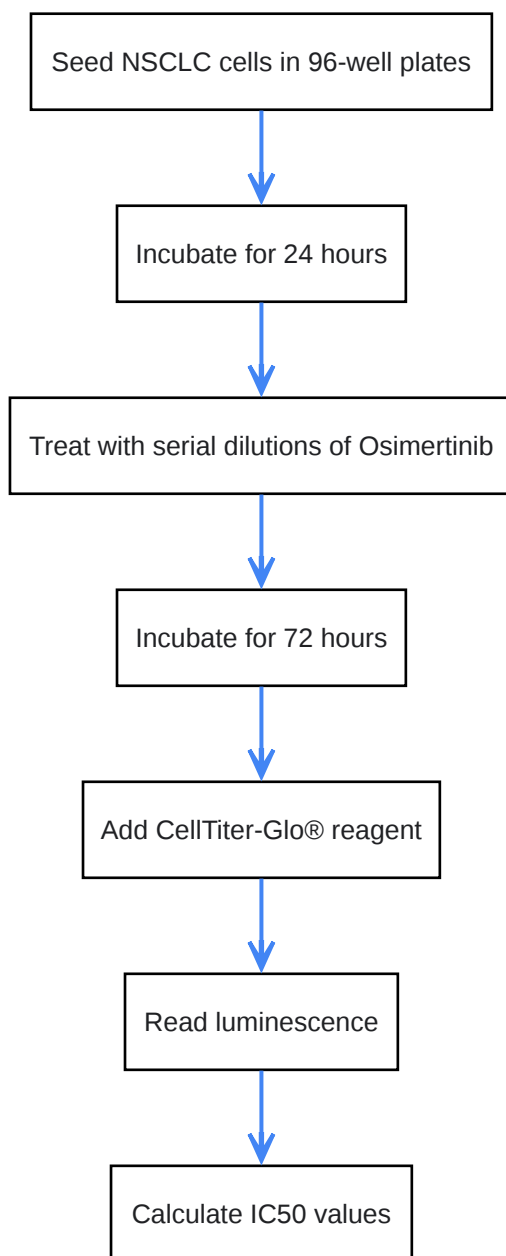 Seed NSCLC cells in 96-well plates
Incubate for 24 hours
Treat with serial dilutions of Osimertinib
Incubate for 72 hours
Add CellTiter-Glo® reagent
Read luminescence
Calculate IC50 values